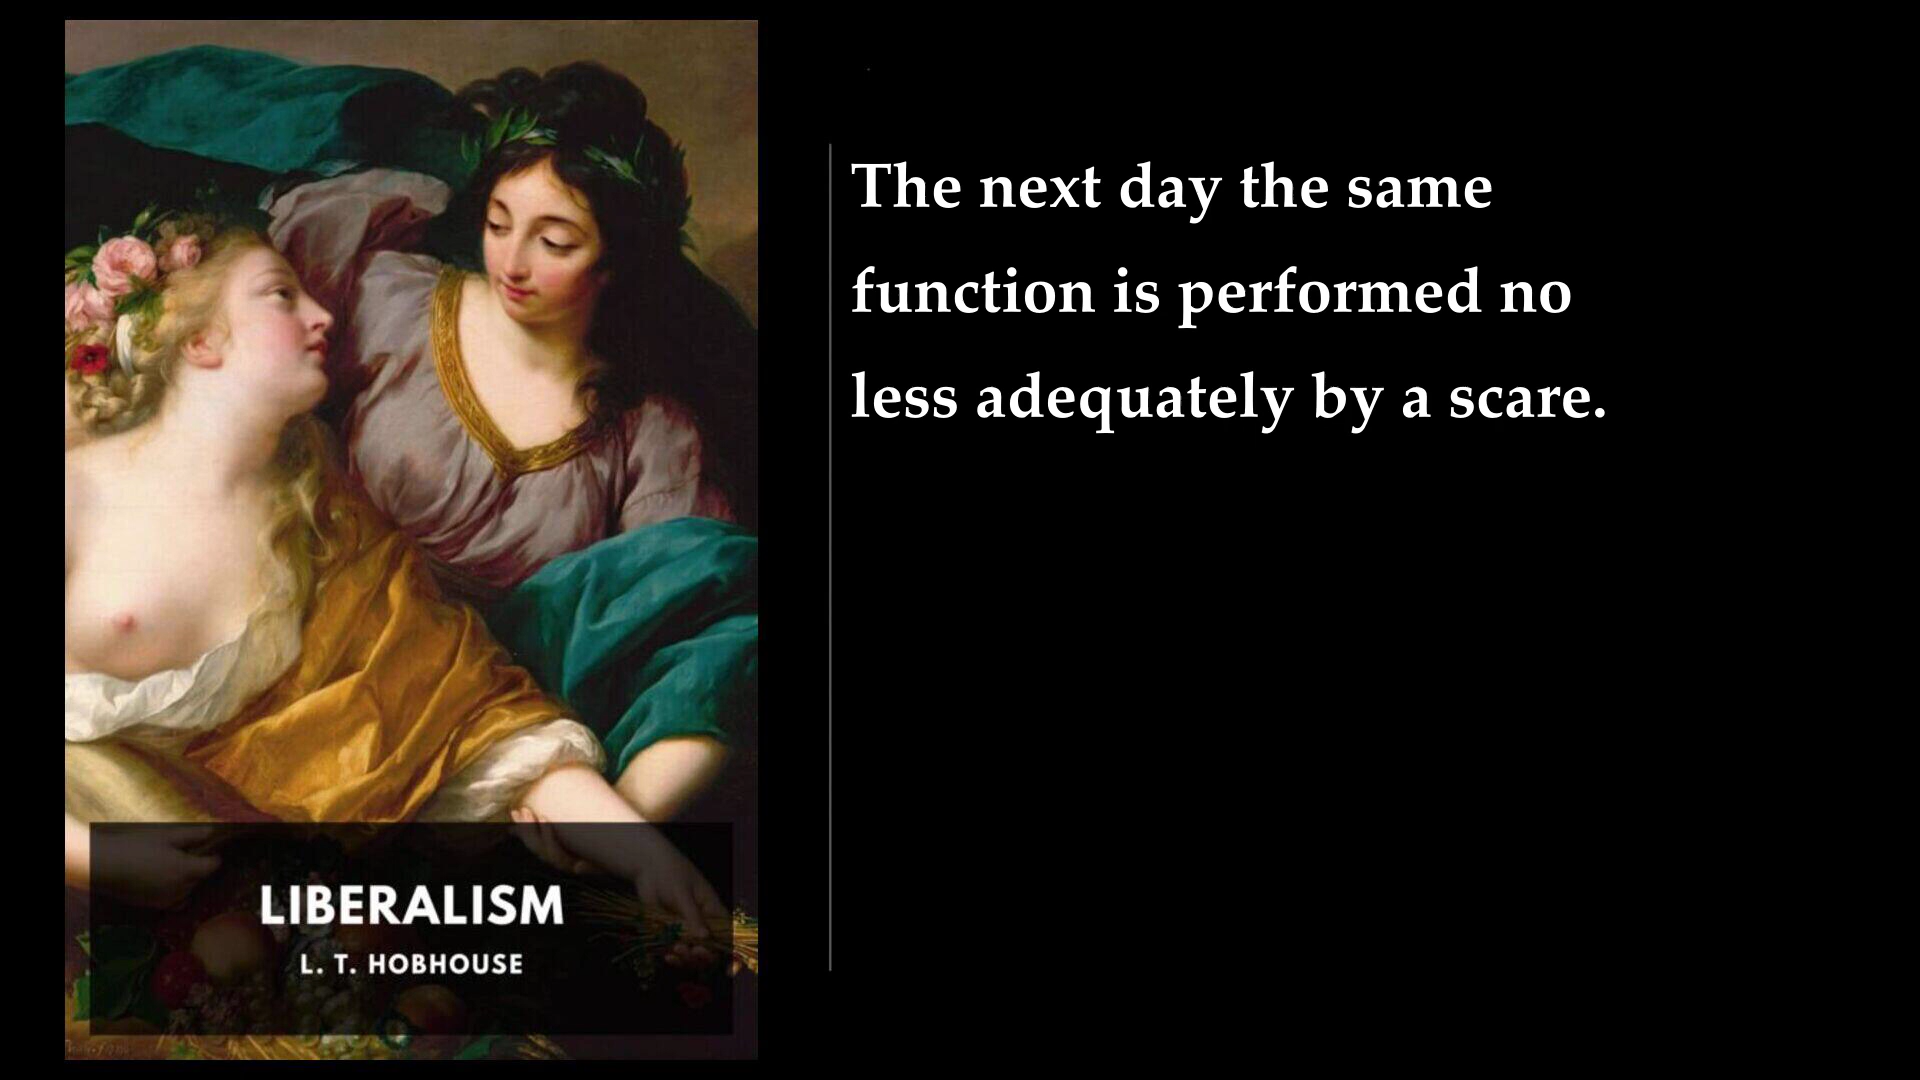 The next day the same
function is performed no
less adequately by a scare.
LIBERALISM
L. T. HOBHOUSE